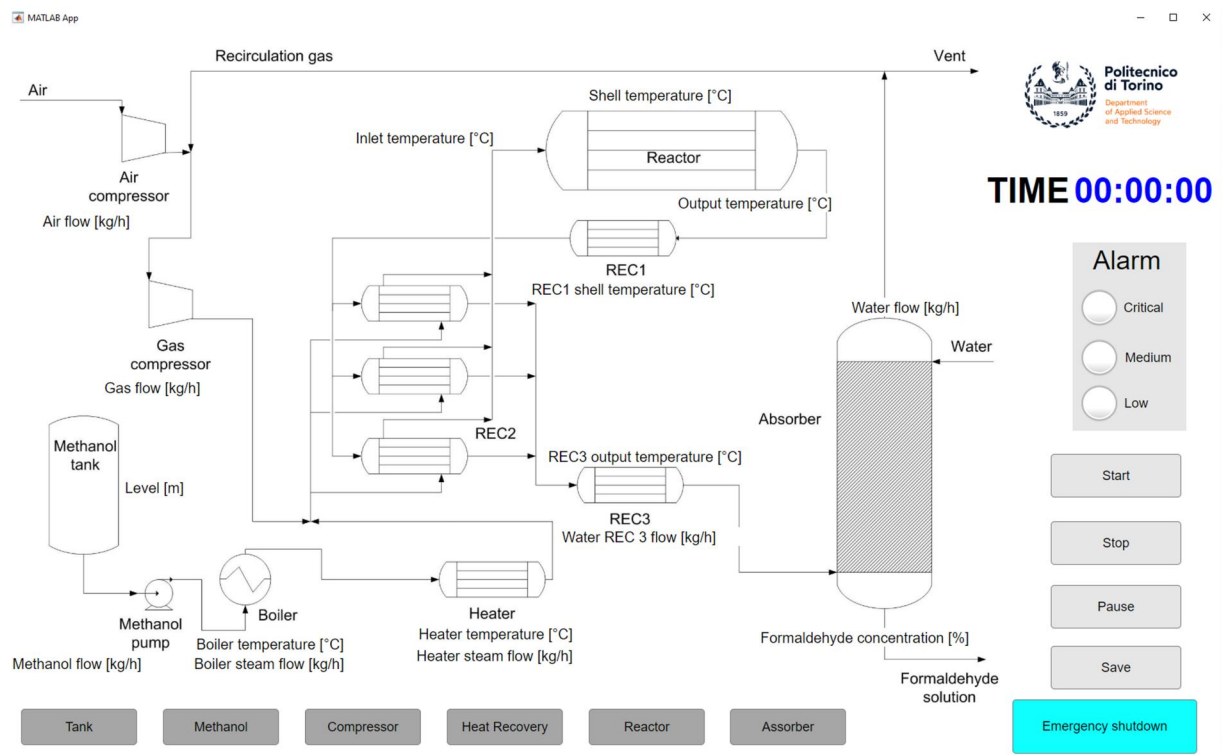 MATLAB App
Recirculation gas
Vent
Air
Air
compressor
Air flow [kg/h]
Gas
compressor
Gas flow [kg/h]
Methanol
tank
Level [m]
Methanol
pump
Methanol flow [kg/h]
Boiler
Boiler temperature [°C]
Boiler steam flow [kg/h]
Heater
Heater temperature [°C]
Heater steam flow [kg/h]
Shell temperature [°C]
Inlet temperature [°C]
Reactor
Output temperature [°C]
REC1
REC1 shell temperature [°C]
REC2
REC3 output temperature [°C]
REC3
Water REC 3 flow [kg/h]
Water flow [kg/h]
Water
Absorber
Formaldehyde concentration [%]
Formaldehyde
solution
1859
Politecnico
di Torino
Department
of Applied Science
and Technology
TIME 00:00:00
Alarm
Critical
Medium
Low
Start
Stop
Pause
Save
Emergency shutdown
Tank
Methanol
Compressor
Heat Recovery
Reactor
Assorber